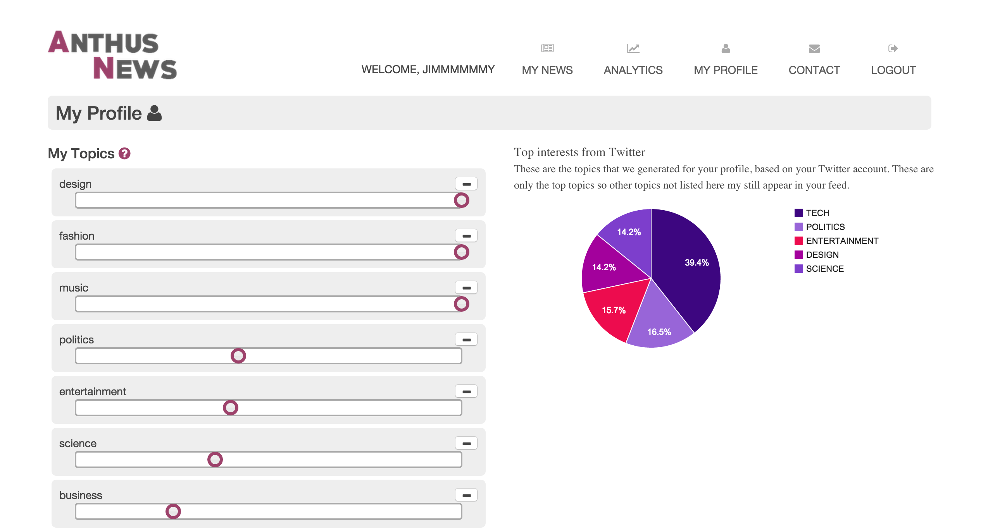 ANTHUS
NEWS
WELCOME, JIMMMMMMY
MY NEWS
ANALYTICS
MY PROFILE
CONTACT
LOGOUT
My Profile
My Topics ?
design
fashion
music
politics
entertainment
science
business
Top interests from Twitter
These are the topics that we generated for your profile, based on your Twitter account. These are
only the top topics so other topics not listed here my still appear in your feed.
14.2%
39.4%
14.2%
15.7%
16.5%
TECH
POLITICS
ENTERTAINMENT
DESIGN
SCIENCE